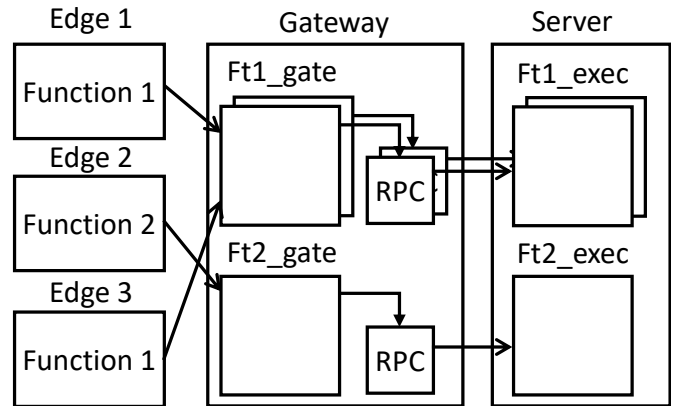 Edge 1
Function 1
Edge 2
Function 2
Edge 3
Function 1
Gateway
Ft1_gate
RPC
Ft2_gate
RPC
Server
Ft1_exec
Ft2_exec